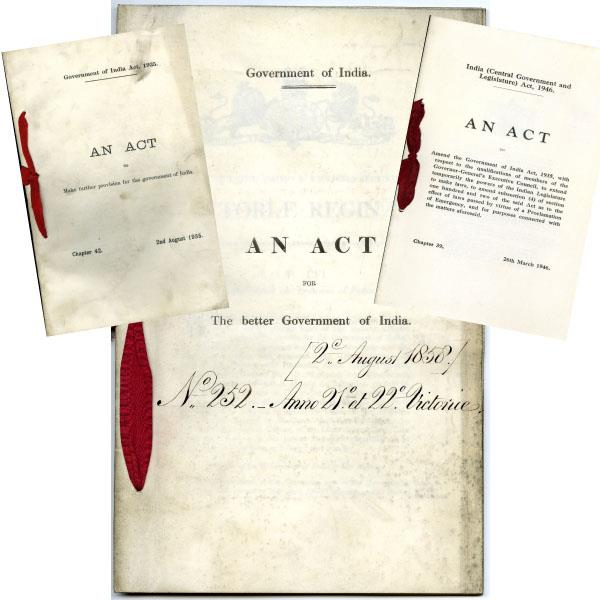 Government of India Act, 1935.
AN ACT
TO
Make further provision for the government of India.
Chapter 42. 2nd August 1935.
Government of India.
AN ACT
FOR
The better Government of India.
[2d. August 1858.]
No. 252. – Anno 21o. et 22o. Victoriæ.
India (Central Government and
Legislature) Act, 1946.
AN ACT
TO
Amend the Government of India Act, 1935, with
respect to the qualifications of members of the
Governor-General's Executive Council, to extend
temporarily the powers of the Indian Legislature
to make laws, to amend subsection (4) of section
one hundred and two of the said Act as to the
effect of laws passed by virtue of a Proclamation
of Emergency, and for purposes connected with
the matters aforesaid.
Chapter 39.
26th March 1946.